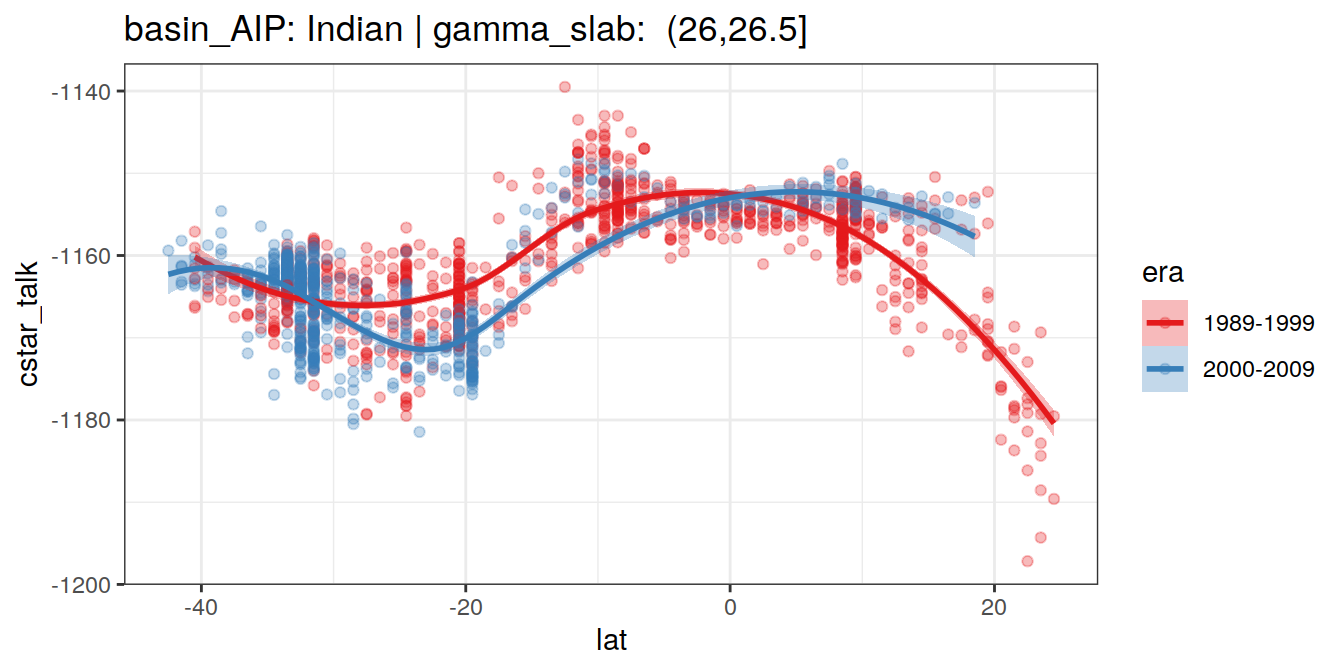 basin_AIP: Indian | gamma_slab:  (26,26.5]
-1140
-1160
-1180
-1200
cstar_talk
-40
-20
0
20
lat
era
1989-1999
2000-2009